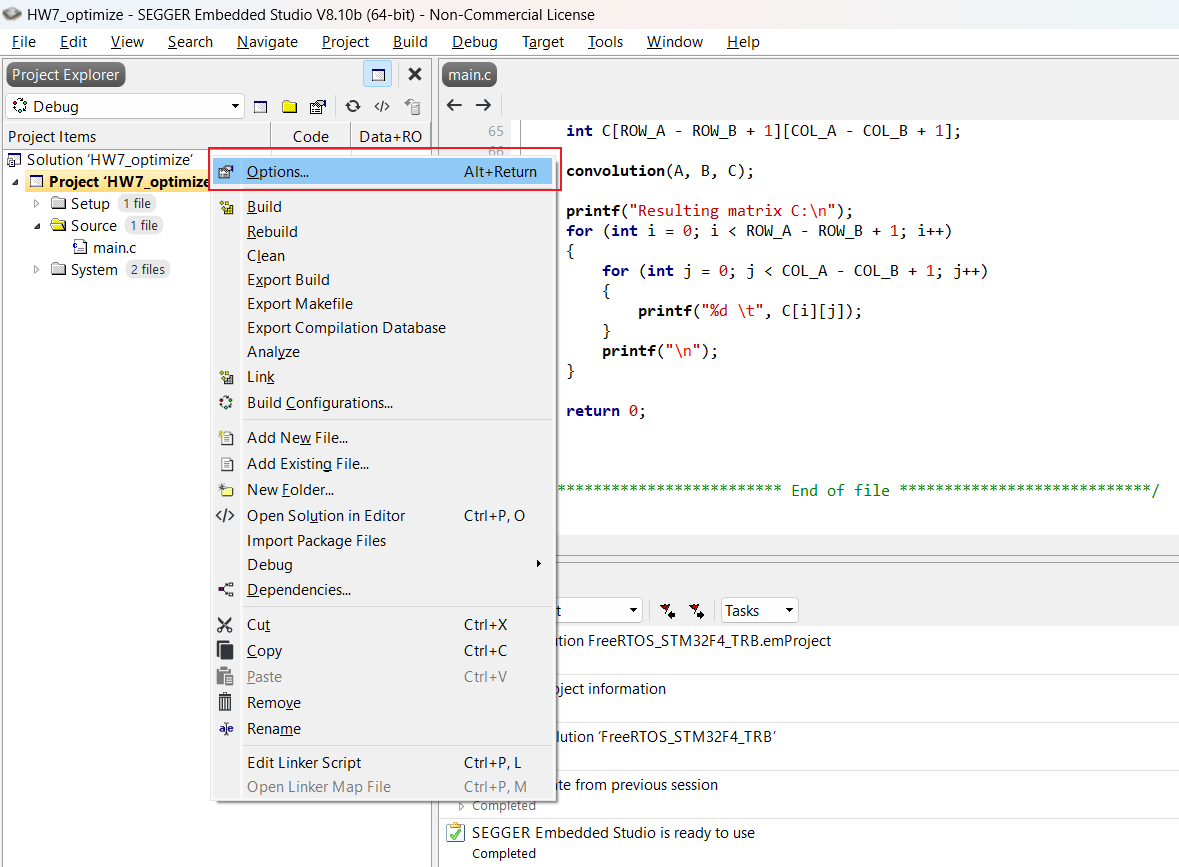 HW7_optimize - SEGGER Embedded Studio V8.10b (64-bit) - Non-Commercial License
File Edit View Search Navigate Project Build Debug Target Tools Window Help
Project Explorer
Debug
Project Items Code Data+RO
Solution ‘HW7_optimize’
Project ‘HW7_optimize
Setup 1 file
Source 1 file
main.c
System 2 files
Options... Alt+Return
Build
Rebuild
Clean
Export Build
Export Makefile
Export Compilation Database
Analyze
Link
Build Configurations...
Add New File...
Add Existing File...
New Folder...
Open Solution in Editor Ctrl+P, O
Import Package Files
Debug
Dependencies...
Cut Ctrl+X
Copy Ctrl+C
Paste Ctrl+V
Remove
Rename
Edit Linker Script Ctrl+P, L
Open Linker Map File Ctrl+P, M
main.c
65 int C[ROW_A - ROW_B + 1][COL_A - COL_B + 1];
66
convolution(A, B, C);
printf("Resulting matrix C:\n");
for (int i = 0; i < ROW_A - ROW_B + 1; i++)
{
for (int j = 0; j < COL_A - COL_B + 1; j++)
{
printf("%d \t", C[i][j]);
}
printf("\n");
}
return 0;
************************* End of file ****************************/
t Tasks
ution FreeRTOS_STM32F4_TRB.emProject
oject information
lution ‘FreeRTOS_STM32F4_TRB’
te from previous session
Completed
SEGGER Embedded Studio is ready to use
Completed